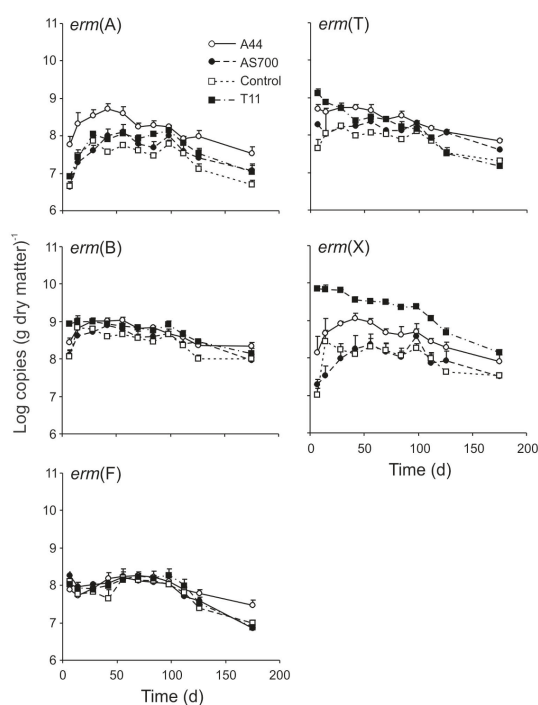 erm(A)
11
10
9
8
7
6
A44
AS700
Control
T11
erm(T)
erm(B)
11
10
9
8
7
6
erm(X)
0
50
100
150
200
Time (d)
erm(F)
11
10
9
8
7
6
0
50
100
150
200
Time (d)
Log copies (g dry matter)⁻¹